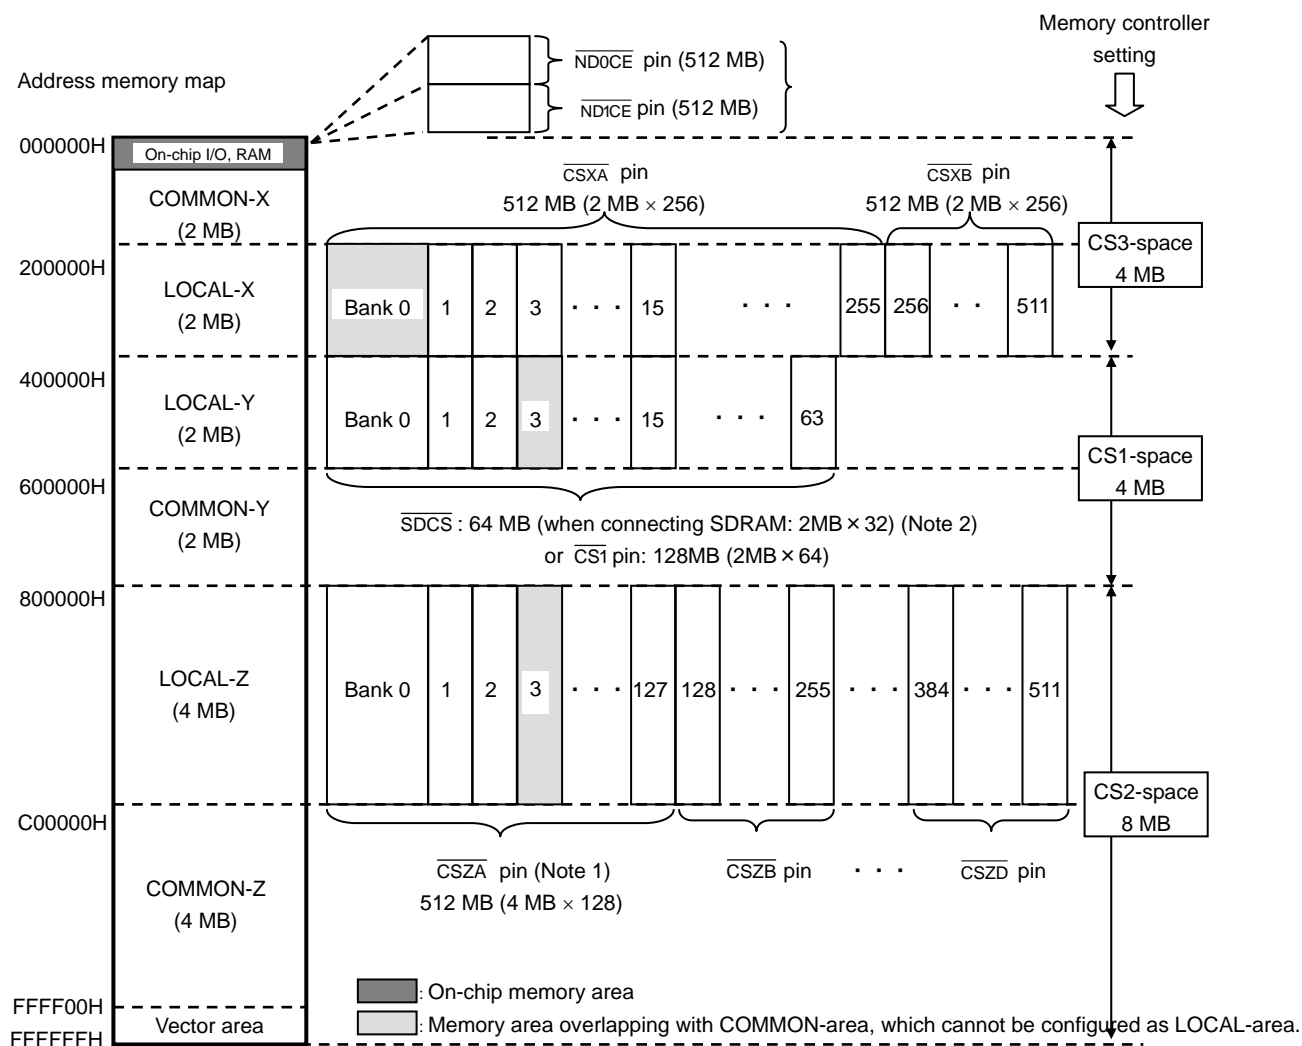 Memory controller
setting
Address memory map
ND0CE pin (512 MB)
ND1CE pin (512 MB)
000000H
On-chip I/O, RAM
COMMON-X
(2 MB)
CSXA pin
512 MB (2 MB × 256)
CSXB pin
512 MB (2 MB × 256)
CS3-space
4 MB
200000H
LOCAL-X
(2 MB)
Bank 0 1 2 3 · · · 15 · · · 255 256 · · 511
400000H
LOCAL-Y
(2 MB)
Bank 0 1 2 3 · · · 15 · · · 63
CS1-space
4 MB
600000H
COMMON-Y
(2 MB)
SDCS : 64 MB (when connecting SDRAM: 2MB × 32) (Note 2)
or CS1 pin: 128MB (2MB × 64)
800000H
LOCAL-Z
(4 MB)
Bank 0 1 2 3 · · · 127 128 · · · 255 · · · 384 · · · 511
CS2-space
8 MB
C00000H
CSZA pin (Note 1)
512 MB (4 MB × 128)
CSZB pin · · · CSZD pin
COMMON-Z
(4 MB)
: On-chip memory area
FFFF00H
Vector area
: Memory area overlapping with COMMON-area, which cannot be configured as LOCAL-area.
FFFFFFH